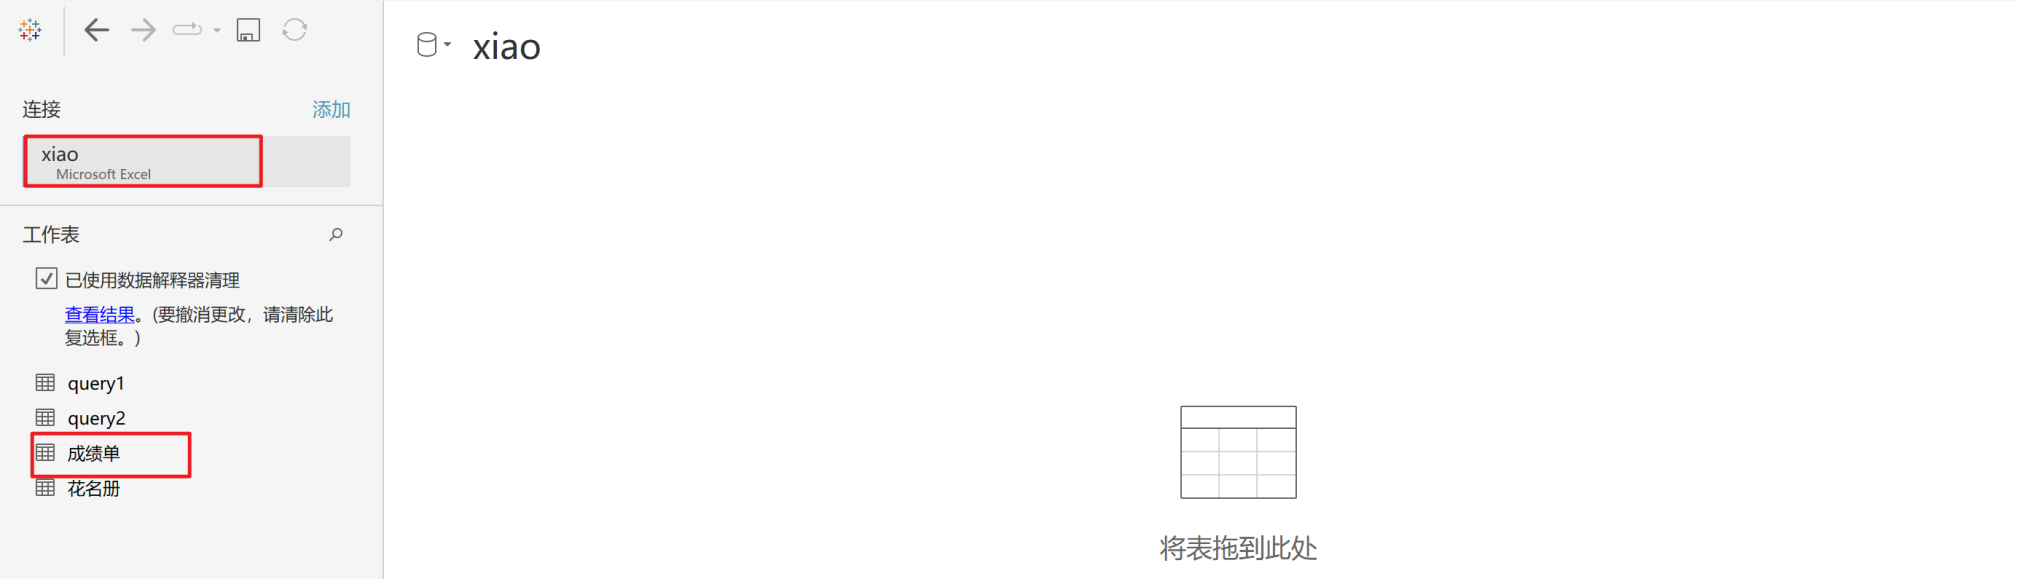 xiao
连接
添加
xiao
Microsoft Excel
工作表
已使用数据解释器清理
查看结果。(要撤消更改，请清除此
复选框。)
query1
query2
成绩单
花名册
将表拖到此处